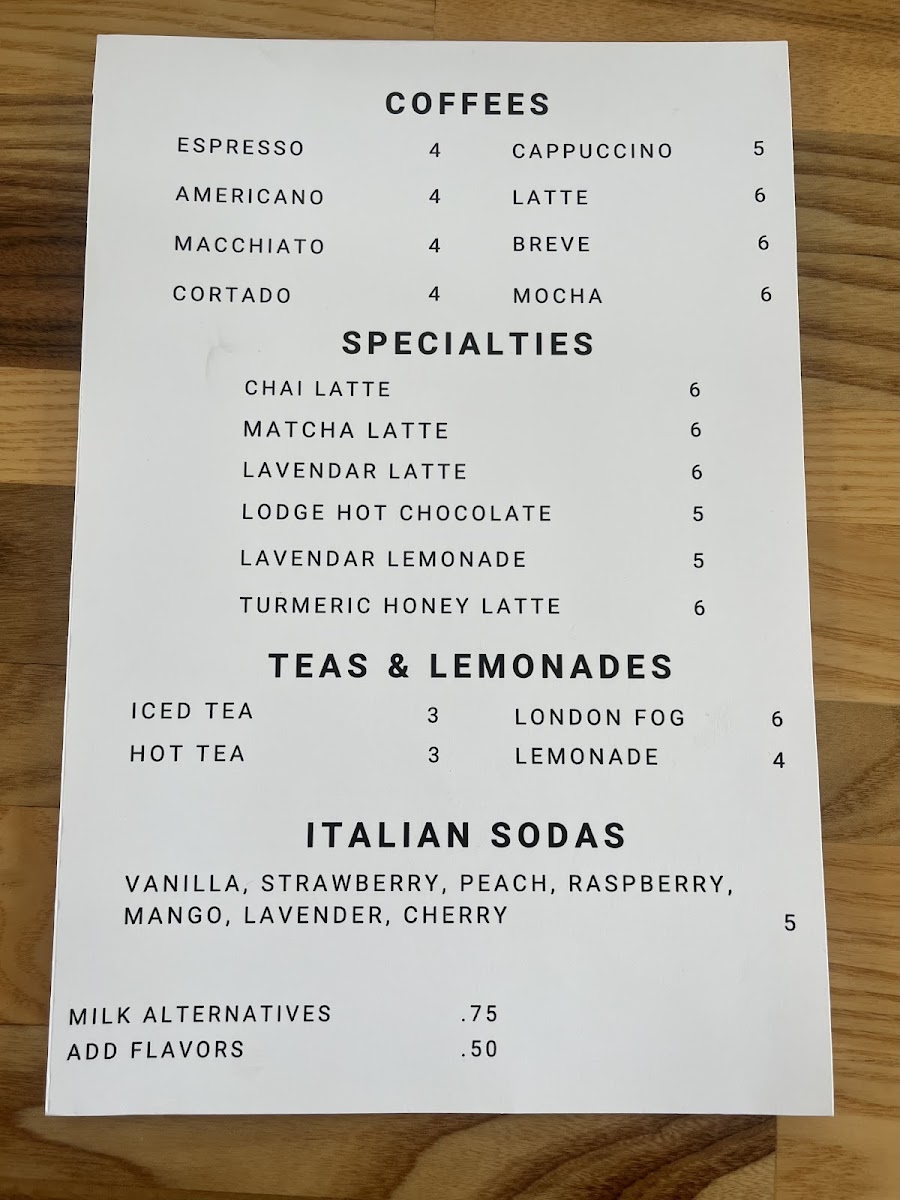 COFFEES
ESPRESSO 4 CAPPUCCINO 5
AMERICANO 4 LATTE 6
MACCHIATO 4 BREVE 6
CORTADO 4 MOCHA 6
SPECIALTIES
CHAI LATTE 6
MATCHA LATTE 6
LAVENDAR LATTE 6
LODGE HOT CHOCOLATE 5
LAVENDAR LEMONADE 5
TURMERIC HONEY LATTE 6
TEAS & LEMONADES
ICED TEA 3 LONDON FOG 6
HOT TEA 3 LEMONADE 4
ITALIAN SODAS
VANILLA, STRAWBERRY, PEACH, RASPBERRY,
MANGO, LAVENDER, CHERRY 5
MILK ALTERNATIVES .75
ADD FLAVORS .50